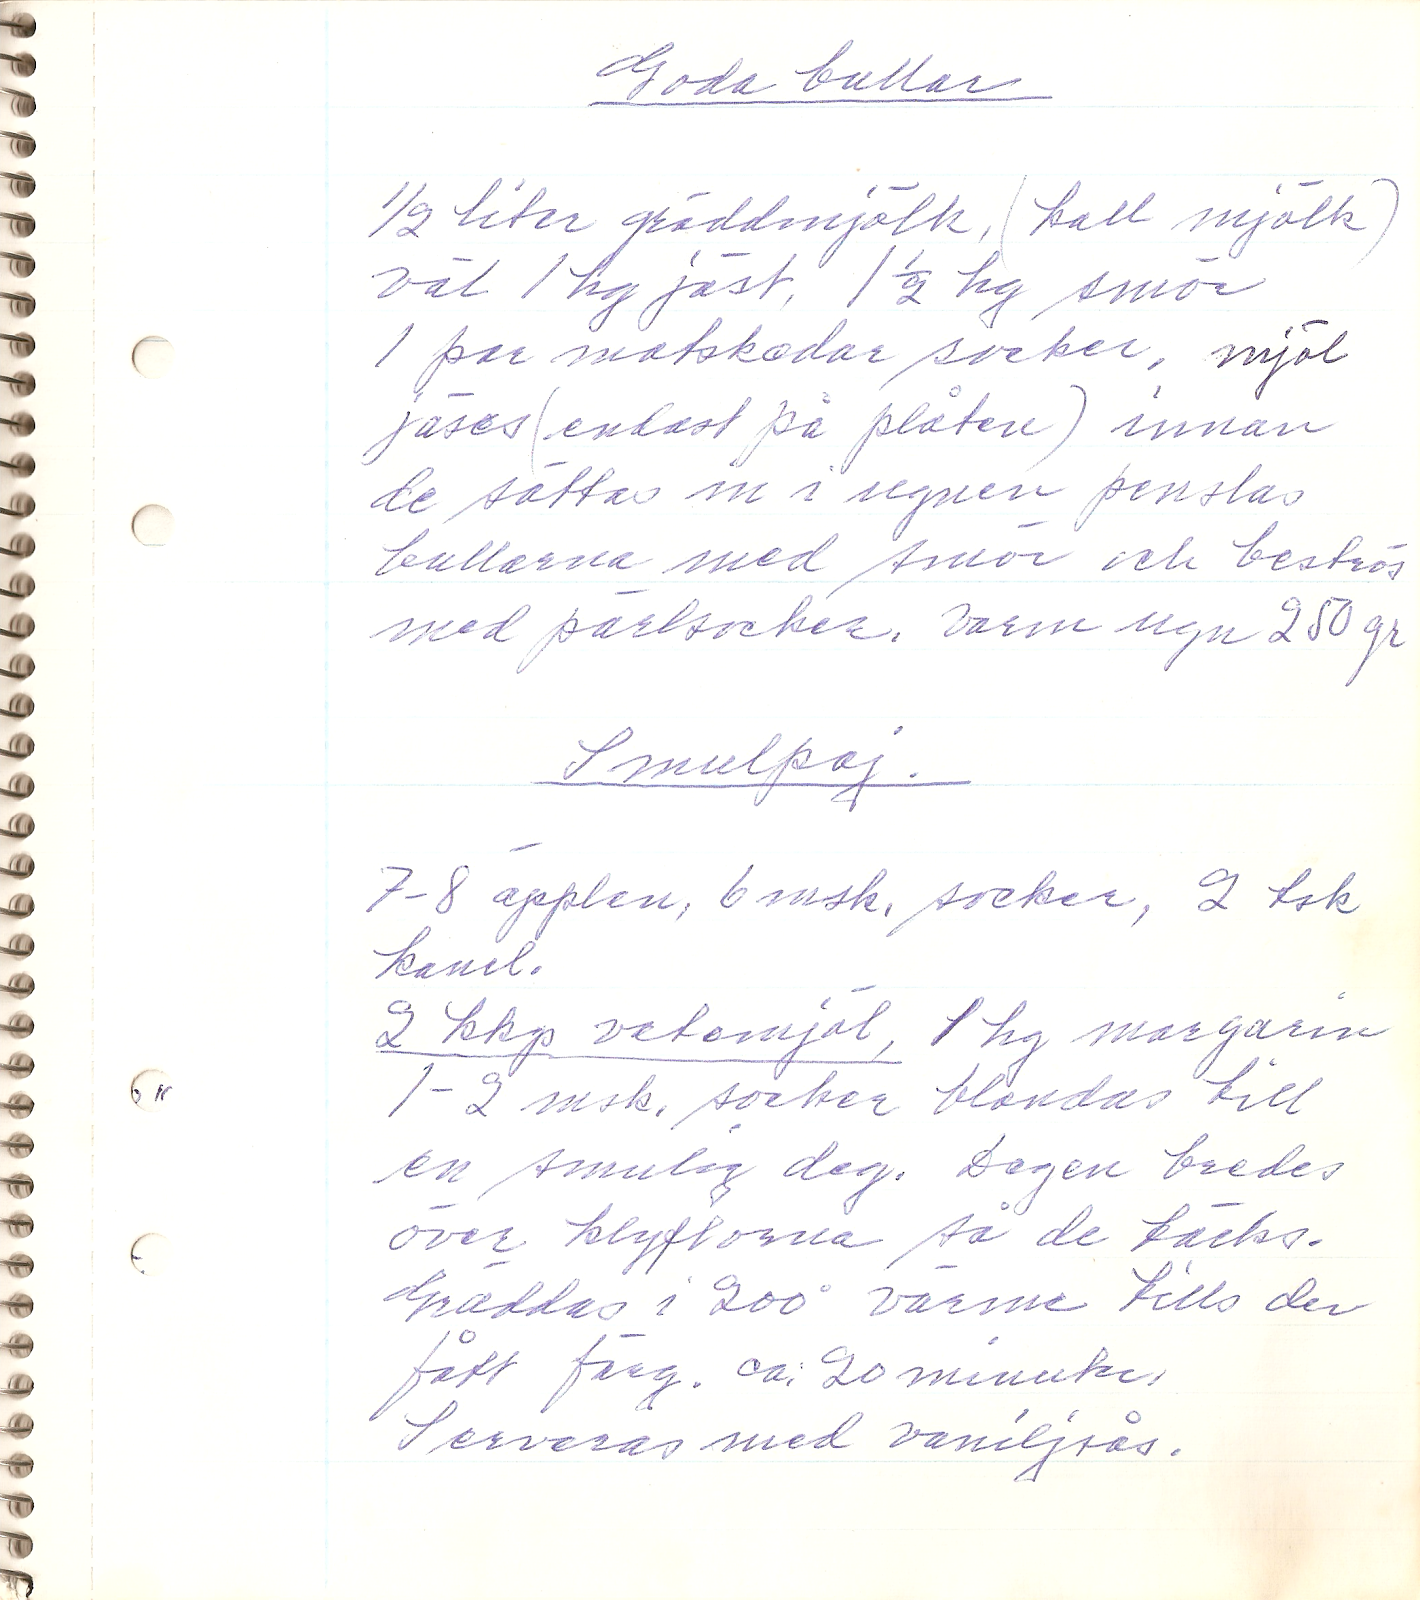 Goda bullar
1/2 liter gräddmjölk, (kall mjölk)
väl 1 hg jäst, 1 1/2 hg smör
1 par matskedar socker, mjöl
jäses (endast på plåten) innan
de sättas in i ugnen penslas
bullarna med smör och beströs
med pärlsocker. Varm ugn 250 gr
Smulpaj.
7-8 äpplen, 6 msk. socker, 2 tsk
kanel.
2 kkp vetemjöl, 1 hg margarin
1-2 msk. socker blandas till
en smulig deg. Degen bredes
över klyftorna så de täcks.
Gräddas i 200° värme tills den
fått färg. ca: 20 minuter.
Serveras med vaniljsås.